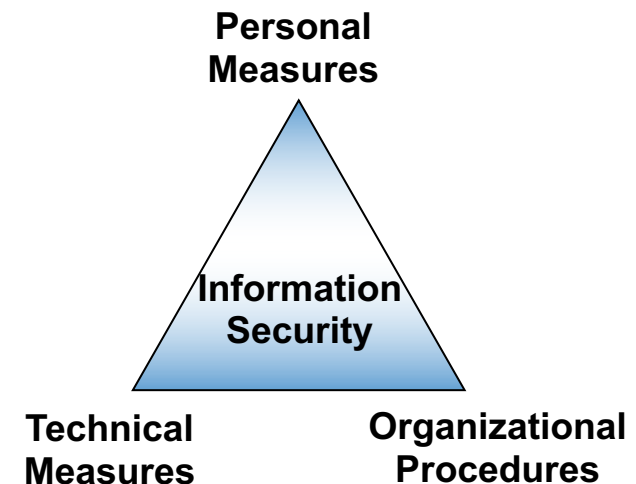 Personal
Measures
Information
Security
Technical
Measures
Organizational
Procedures